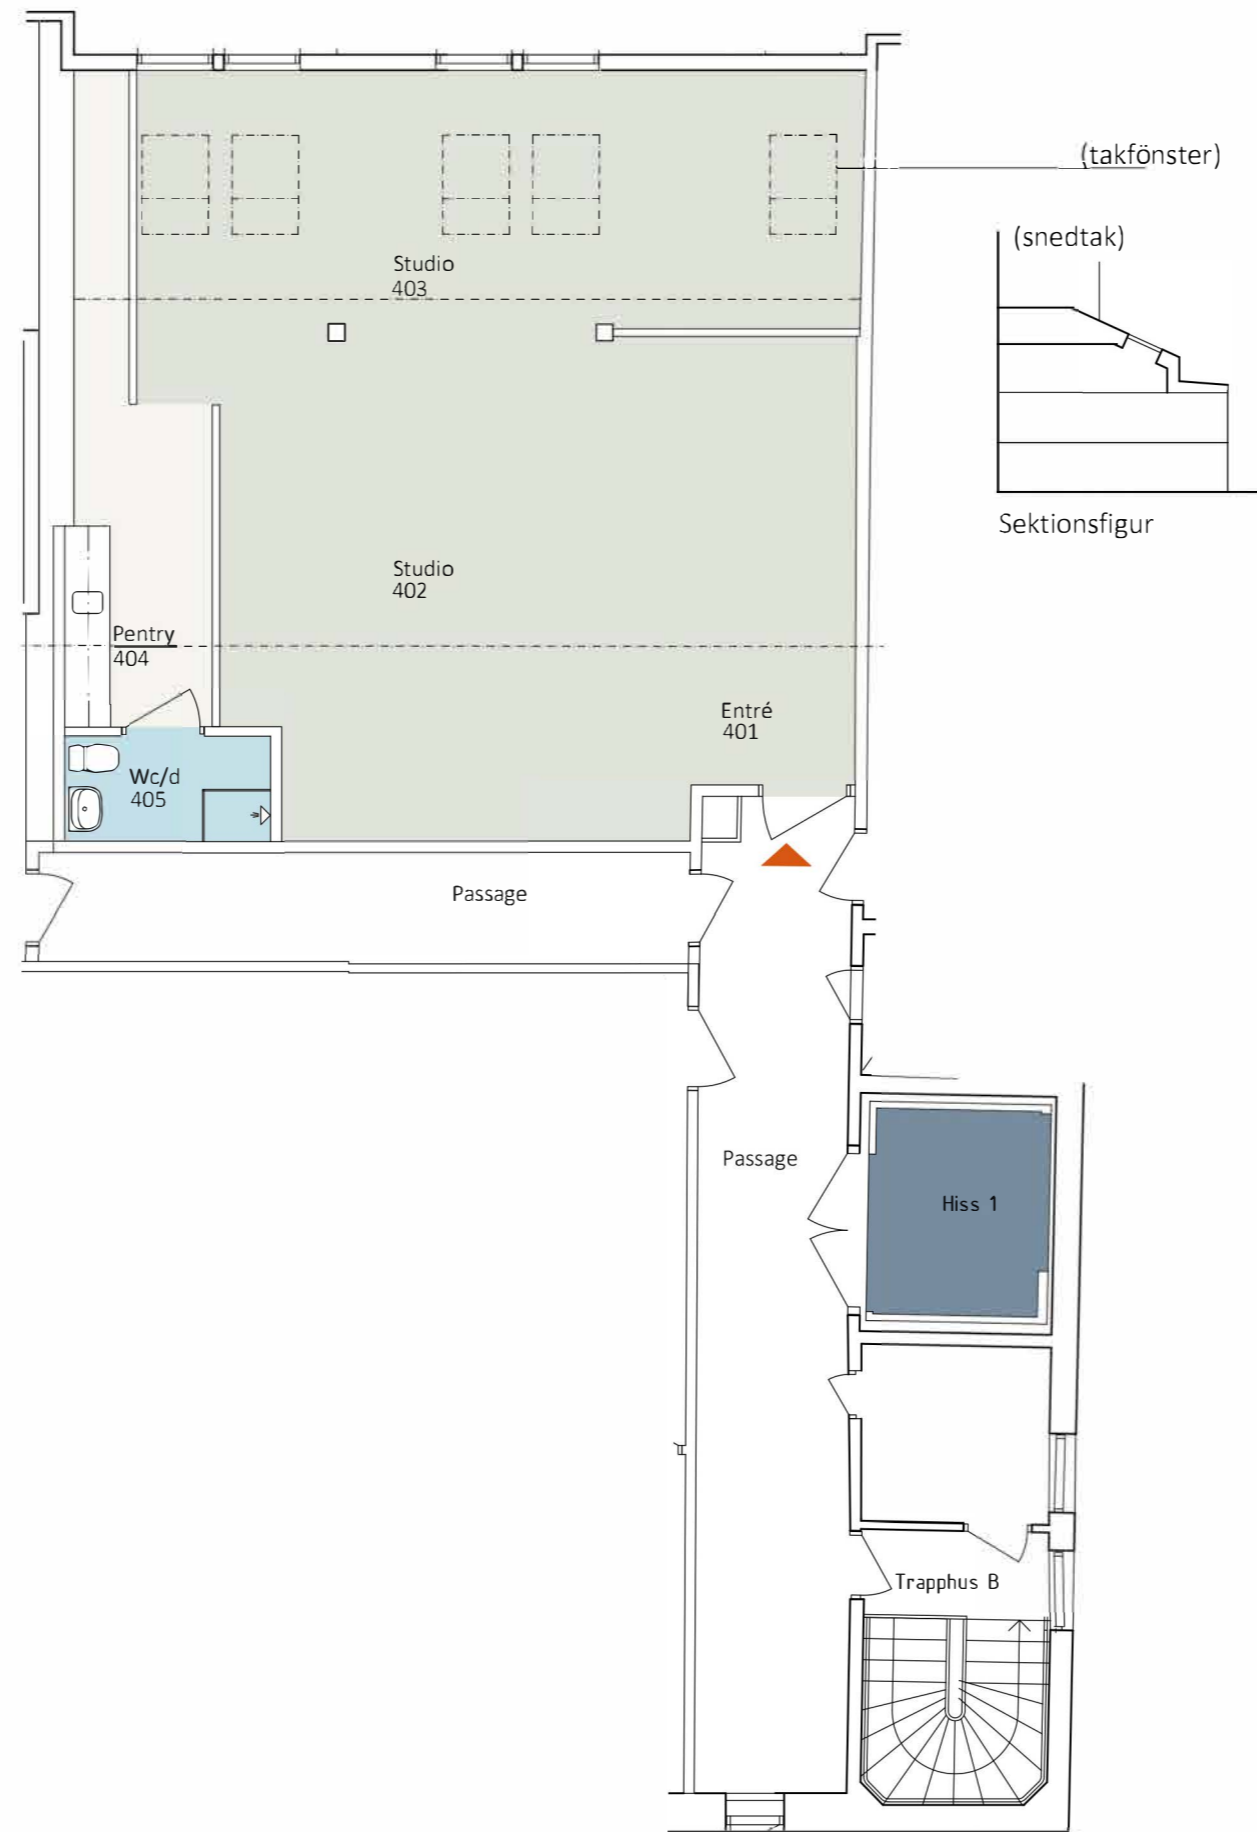 (takfönster)
(snedtak)
Studio
403
Sektionsfigur
Studio
402
Pentry
404
Entré
401
Wc/d
405
Passage
Passage
Hiss 1
Trapphus B